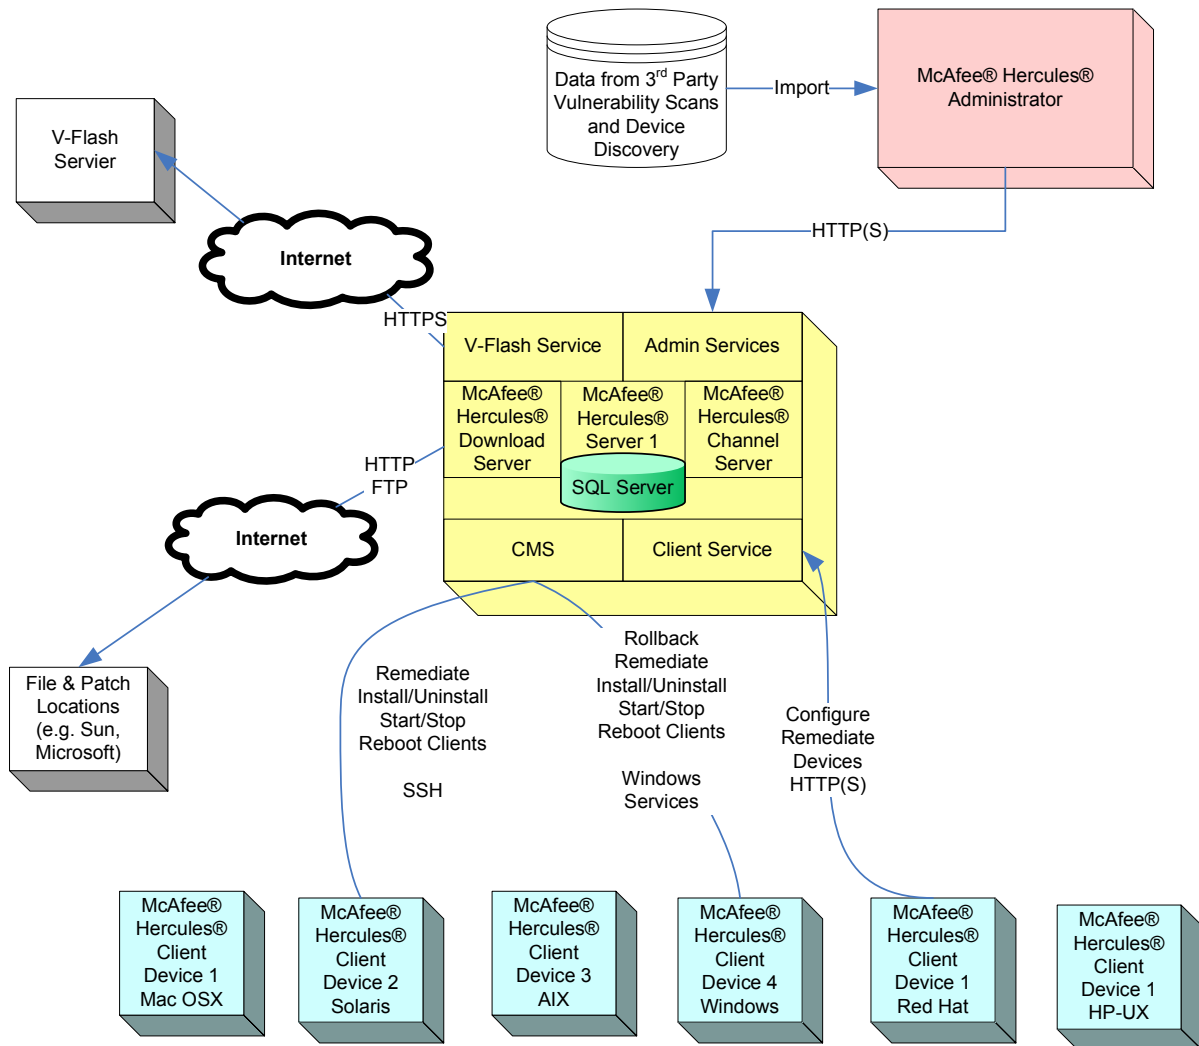 Data from 3rd Party
Vulnerability Scans
and Device
Discovery
Import
McAfee® Hercules®
Administrator
V-Flash
Servier
HTTP(S)
Internet
HTTPS
V-Flash Service
Admin Services
McAfee®
Hercules®
Download
Server
McAfee®
Hercules®
Server 1
McAfee®
Hercules®
Channel
Server
SQL Server
HTTP
FTP
Internet
CMS
Client Service
File & Patch
Locations
(e.g. Sun,
Microsoft)
Remediate
Install/Uninstall
Start/Stop
Reboot Clients
SSH
Rollback
Remediate
Install/Uninstall
Start/Stop
Reboot Clients
Windows
Services
Configure
Remediate
Devices
HTTP(S)
McAfee®
Hercules®
Client
Device 1
Mac OSX
McAfee®
Hercules®
Client
Device 2
Solaris
McAfee®
Hercules®
Client
Device 3
AIX
McAfee®
Hercules®
Client
Device 4
Windows
McAfee®
Hercules®
Client
Device 1
Red Hat
McAfee®
Hercules®
Client
Device 1
HP-UX